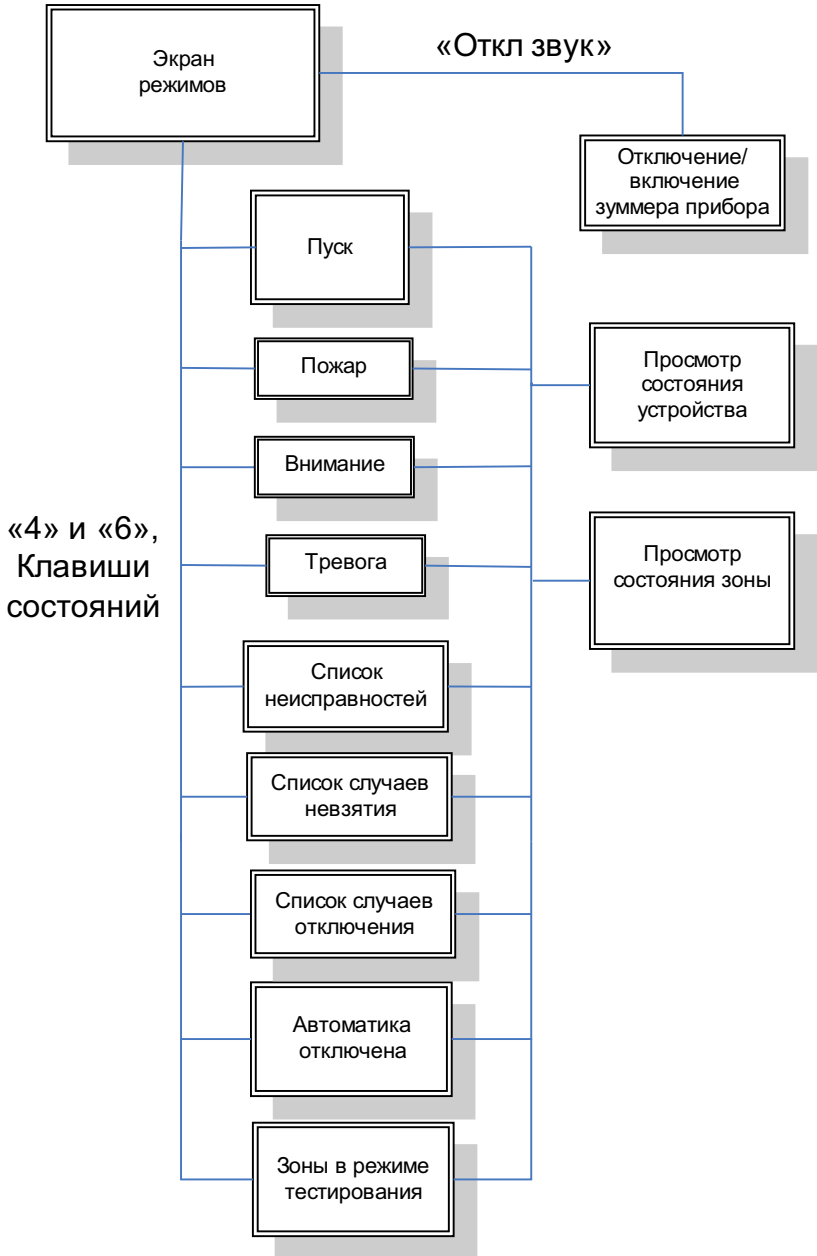 Экран
режимов
«Откл звук»
Отключение/
включение
зуммера прибора
Пуск
Пожар
Просмотр
состояния
устройства
Внимание
«4» и «6»,
Клавиши
состояний
Тревога
Просмотр
состояния зоны
Список
неисправностей
Список случаев
невзятия
Список случаев
отключения
Автоматика
отключена
Зоны в режиме
тестирования